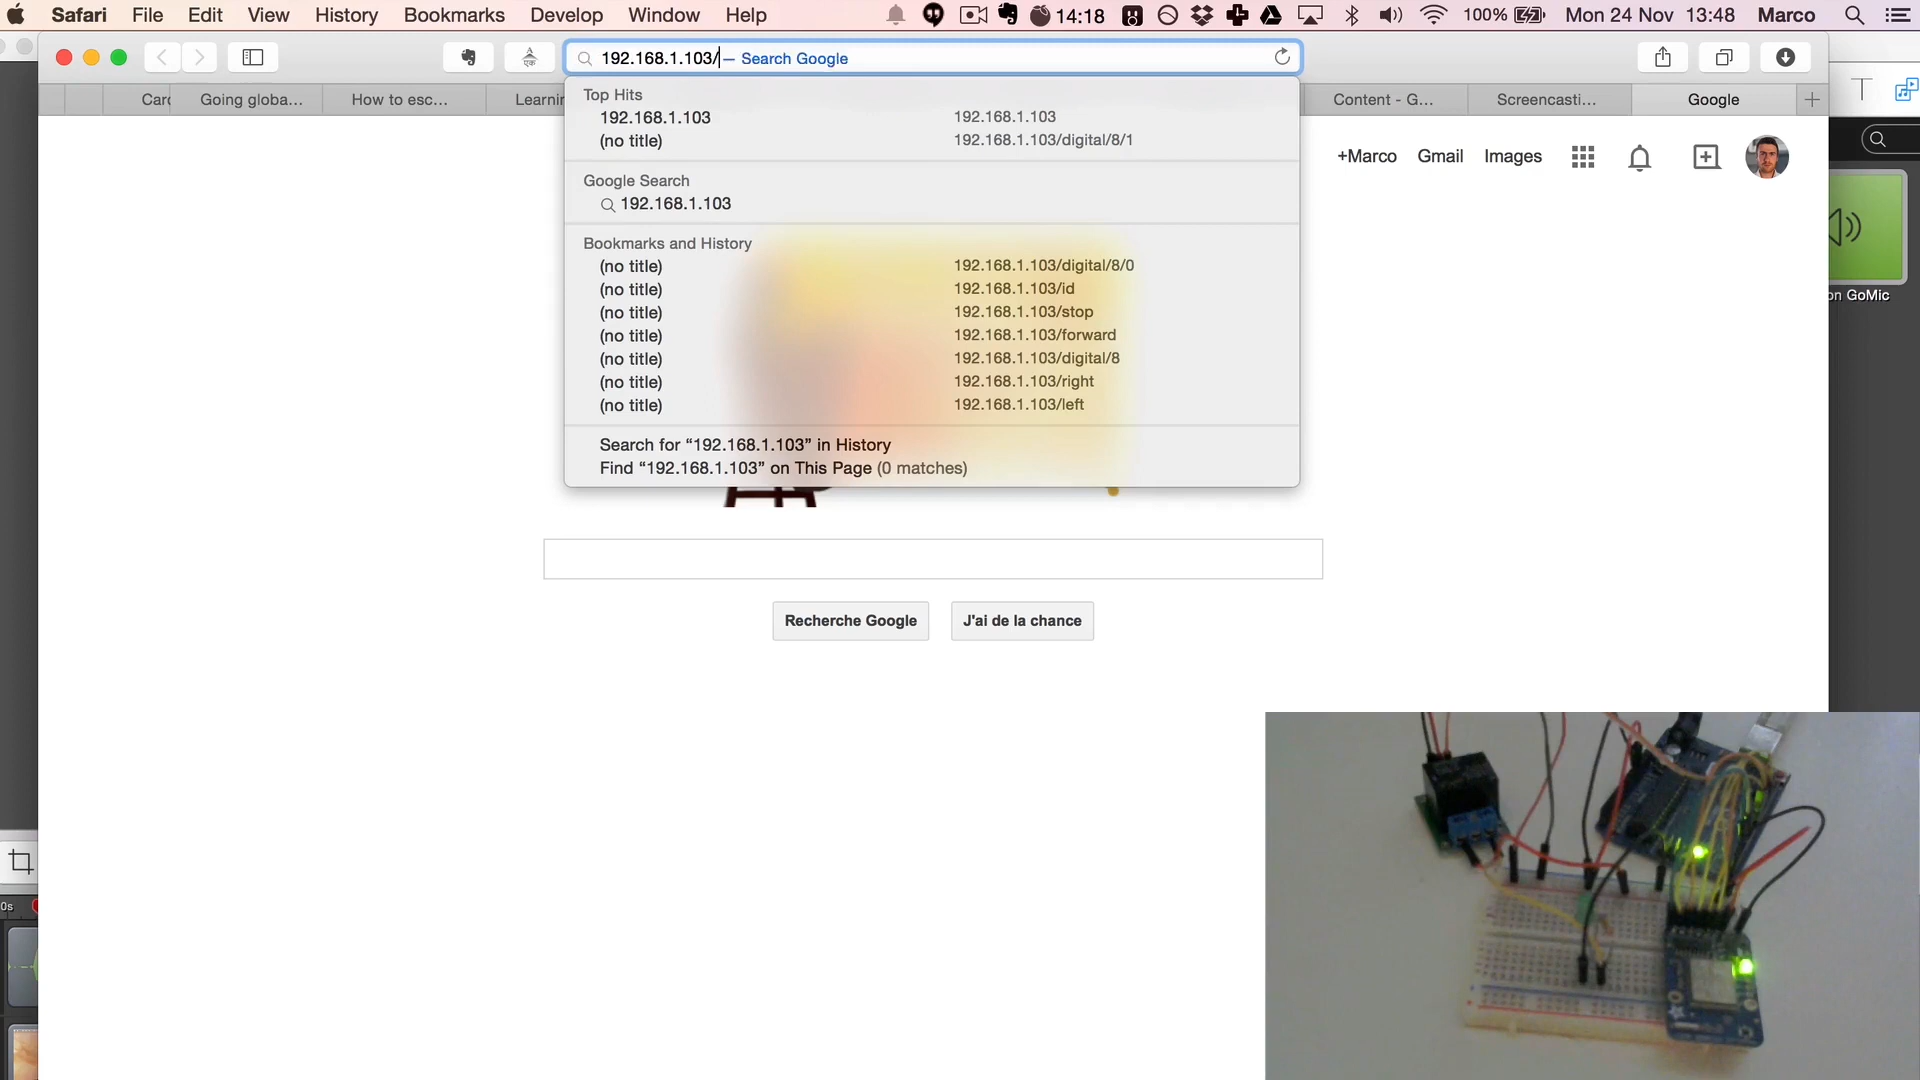 Safari File Edit View History Bookmarks Develop Window Help 14:18 100% Mon 24 Nov 13:48 Marco
192.168.1.103/ — Search Google
Carc Going globa... How to esc... Learnin Content - G... Screencasti... Google
Top Hits
192.168.1.103 192.168.1.103
(no title) 192.168.1.103/digital/8/1
+Marco Gmail Images
Google Search
192.168.1.103
Bookmarks and History
(no title) 192.168.1.103/digital/8/0
(no title) 192.168.1.103/id
(no title) 192.168.1.103/stop
(no title) 192.168.1.103/forward
(no title) 192.168.1.103/digital/8
(no title) 192.168.1.103/right
(no title) 192.168.1.103/left
on GoMic
Search for “192.168.1.103” in History
Find “192.168.1.103” on This Page (0 matches)
Recherche Google J'ai de la chance
0s